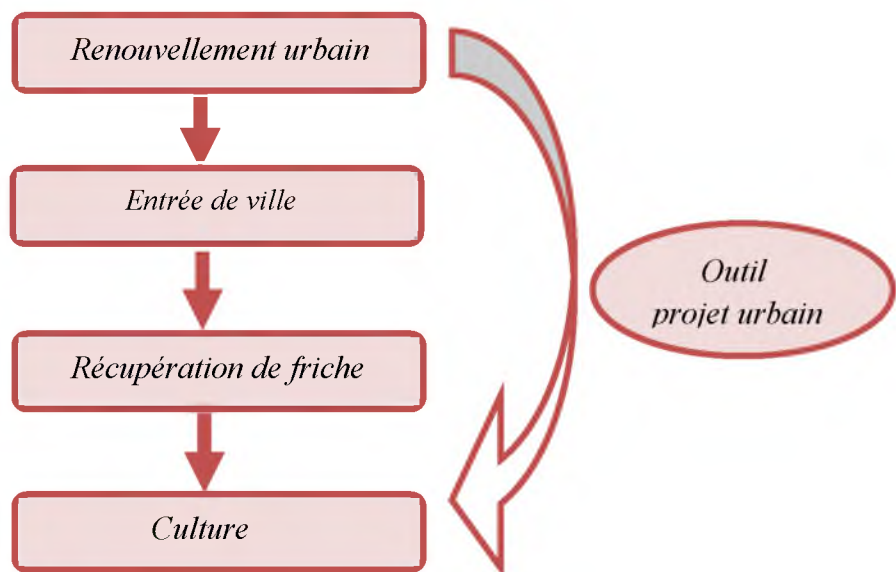 Renouvellement urbain
Entrée de ville
Récupération de friche
Culture
Outil
projet urbain